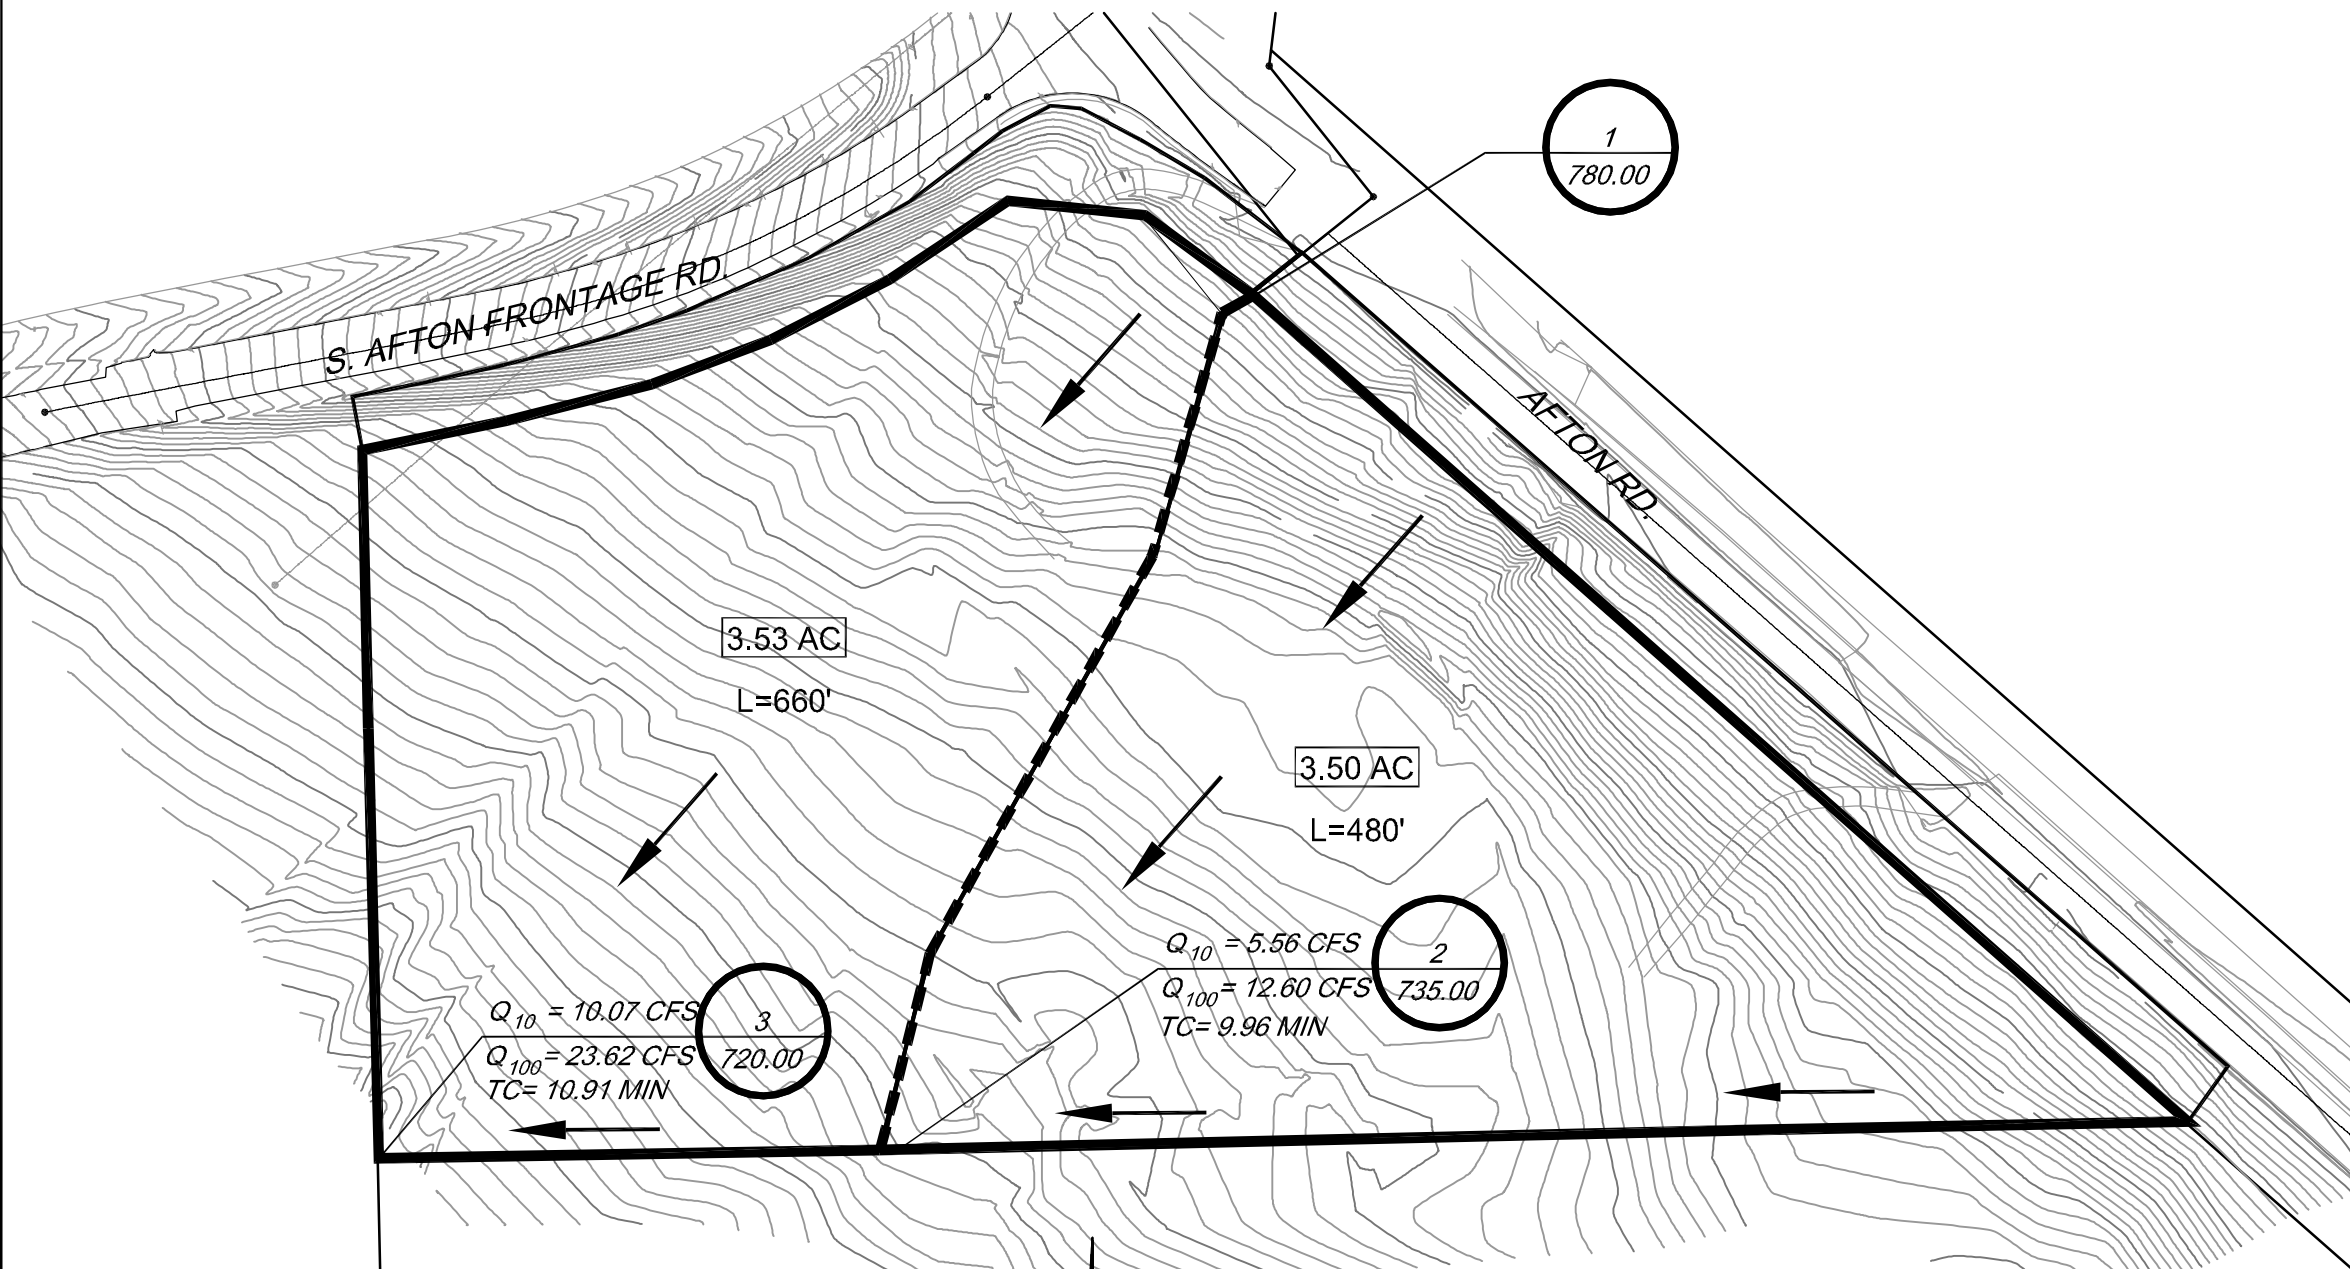 1
780.00
S. AFTON FRONTAGE RD.
AFTON RD.
3.53 AC
L=660'
3.50 AC
L=480'
Q10 = 5.56 CFS
2
Q100= 12.60 CFS
735.00
TC= 9.96 MIN
Q10 = 10.07 CFS
3
Q100= 23.62 CFS
720.00
TC= 10.91 MIN